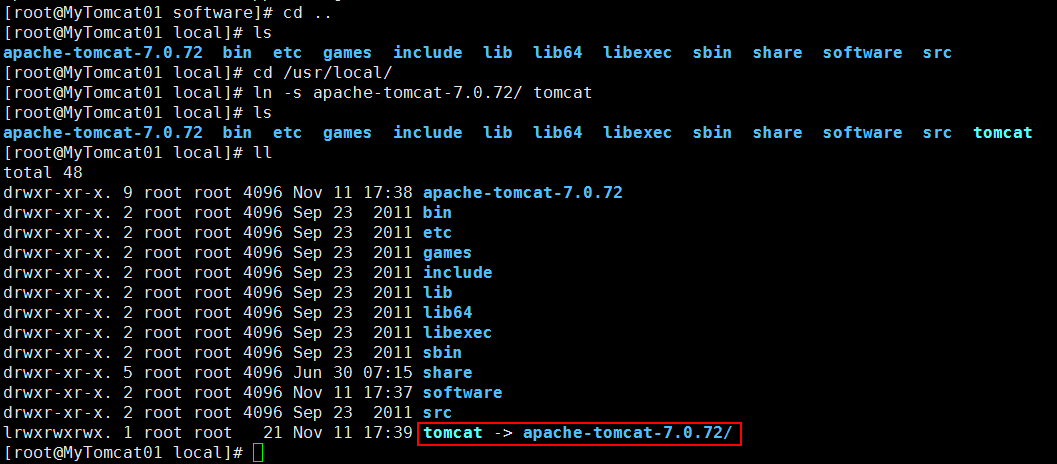 [root@MyTomcat01 software]# cd ..
[root@MyTomcat01 local]# ls
apache-tomcat-7.0.72  bin  etc  games  include  lib  lib64  libexec  sbin  share  software  src
[root@MyTomcat01 local]# cd /usr/local/
[root@MyTomcat01 local]# ln -s apache-tomcat-7.0.72/ tomcat
[root@MyTomcat01 local]# ls
apache-tomcat-7.0.72  bin  etc  games  include  lib  lib64  libexec  sbin  share  software  src  tomcat
[root@MyTomcat01 local]# ll
total 48
drwxr-xr-x. 9 root root 4096 Nov 11 17:38 apache-tomcat-7.0.72
drwxr-xr-x. 2 root root 4096 Sep 23  2011 bin
drwxr-xr-x. 2 root root 4096 Sep 23  2011 etc
drwxr-xr-x. 2 root root 4096 Sep 23  2011 games
drwxr-xr-x. 2 root root 4096 Sep 23  2011 include
drwxr-xr-x. 2 root root 4096 Sep 23  2011 lib
drwxr-xr-x. 2 root root 4096 Sep 23  2011 lib64
drwxr-xr-x. 2 root root 4096 Sep 23  2011 libexec
drwxr-xr-x. 2 root root 4096 Sep 23  2011 sbin
drwxr-xr-x. 5 root root 4096 Jun 30 07:15 share
drwxr-xr-x. 2 root root 4096 Nov 11 17:37 software
drwxr-xr-x. 2 root root 4096 Sep 23  2011 src
lrwxrwxrwx. 1 root root   21 Nov 11 17:39 tomcat -> apache-tomcat-7.0.72/
[root@MyTomcat01 local]#